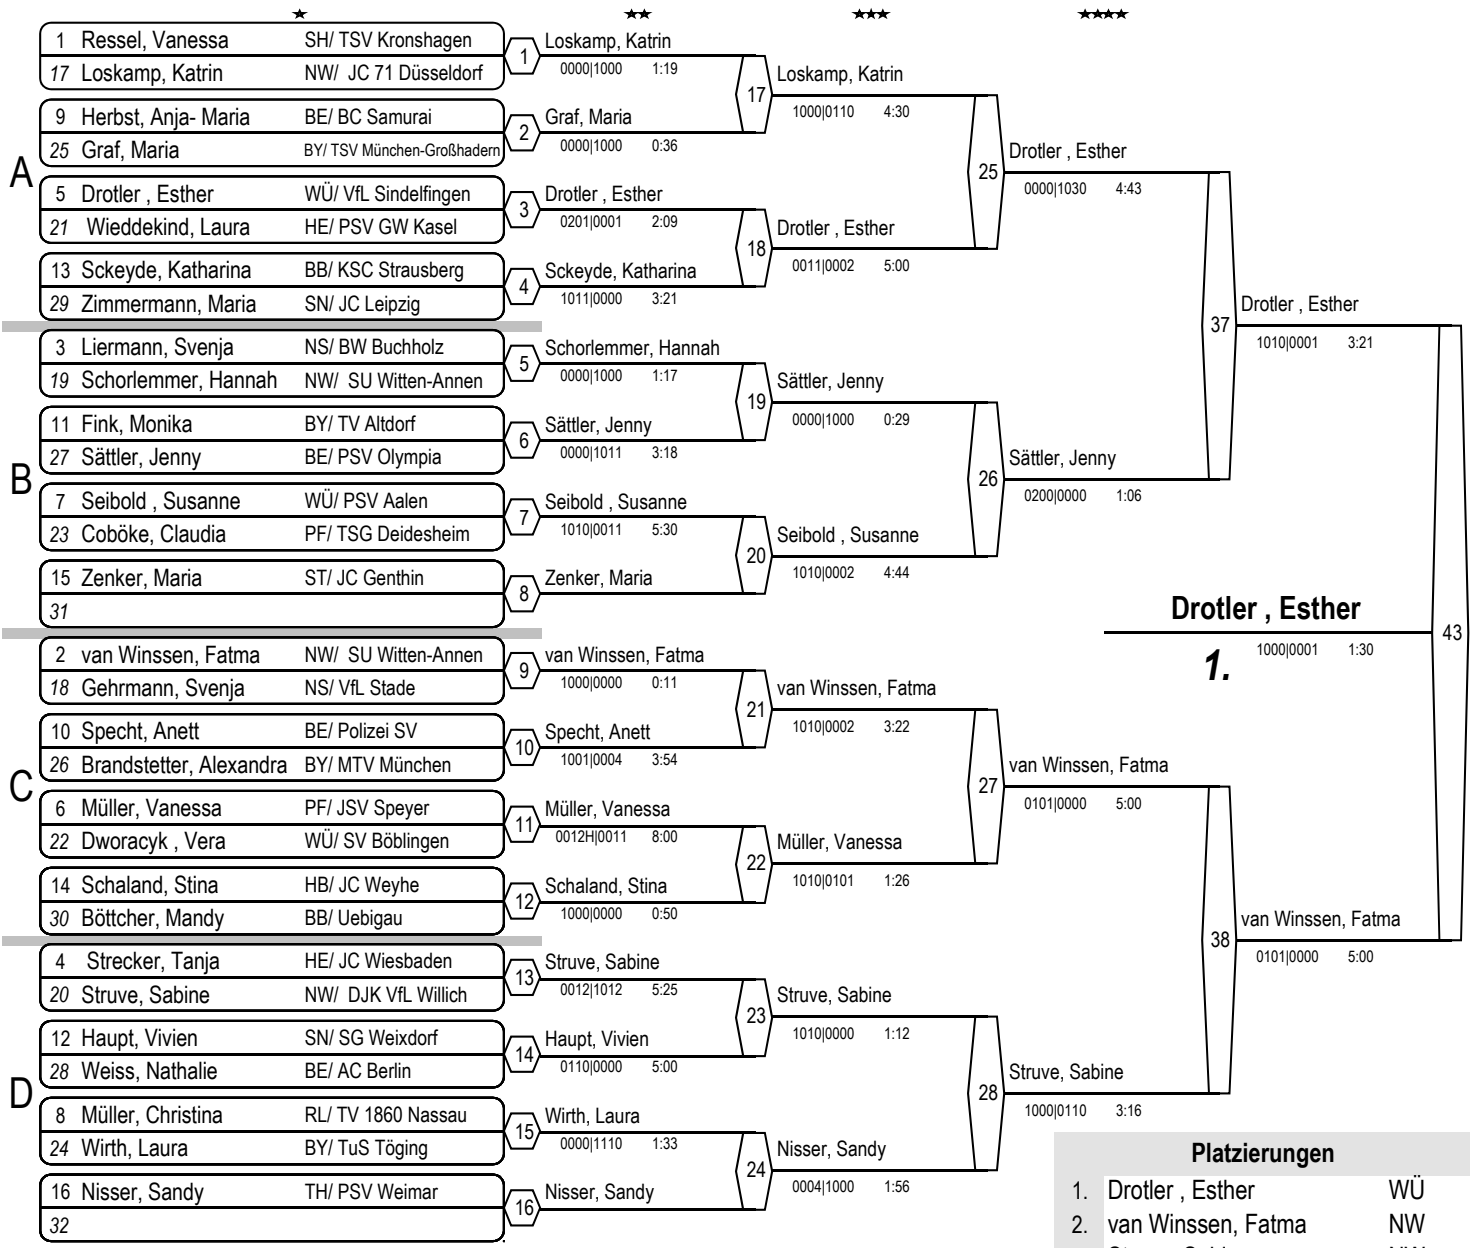 ★ ★★ ★★★ ★★★★
A
1 Ressel, Vanessa SH/ TSV Kronshagen
17 Loskamp, Katrin NW/ JC 71 Düsseldorf
9 Herbst, Anja- Maria BE/ BC Samurai
25 Graf, Maria BY/ TSV München-Großhadern
5 Drotler , Esther WÜ/ VfL Sindelfingen
21 Wieddekind, Laura HE/ PSV GW Kasel
13 Sckeyde, Katharina BB/ KSC Strausberg
29 Zimmermann, Maria SN/ JC Leipzig
B
3 Liermann, Svenja NS/ BW Buchholz
19 Schorlemmer, Hannah NW/ SU Witten-Annen
11 Fink, Monika BY/ TV Altdorf
27 Sättler, Jenny BE/ PSV Olympia
7 Seibold , Susanne WÜ/ PSV Aalen
23 Coböke, Claudia PF/ TSG Deidesheim
15 Zenker, Maria ST/ JC Genthin
31
C
2 van Winssen, Fatma NW/ SU Witten-Annen
18 Gehrmann, Svenja NS/ VfL Stade
10 Specht, Anett BE/ Polizei SV
26 Brandstetter, Alexandra BY/ MTV München
6 Müller, Vanessa PF/ JSV Speyer
22 Dworacyk , Vera WÜ/ SV Böblingen
14 Schaland, Stina HB/ JC Weyhe
30 Böttcher, Mandy BB/ Uebigau
D
4 Strecker, Tanja HE/ JC Wiesbaden
20 Struve, Sabine NW/ DJK VfL Willich
12 Haupt, Vivien SN/ SG Weixdorf
28 Weiss, Nathalie BE/ AC Berlin
8 Müller, Christina RL/ TV 1860 Nassau
24 Wirth, Laura BY/ TuS Töging
16 Nisser, Sandy TH/ PSV Weimar
32
1 Loskamp, Katrin
0000|1000 1:19
2 Graf, Maria
0000|1000 0:36
3 Drotler , Esther
0201|0001 2:09
4 Sckeyde, Katharina
1011|0000 3:21
5 Schorlemmer, Hannah
0000|1000 1:17
6 Sättler, Jenny
0000|1011 3:18
7 Seibold , Susanne
1010|0011 5:30
8 Zenker, Maria
9 van Winssen, Fatma
1000|0000 0:11
10 Specht, Anett
1001|0004 3:54
11 Müller, Vanessa
0012H|0011 8:00
12 Schaland, Stina
1000|0000 0:50
13 Struve, Sabine
0012|1012 5:25
14 Haupt, Vivien
0110|0000 5:00
15 Wirth, Laura
0000|1110 1:33
16 Nisser, Sandy
17 Loskamp, Katrin
1000|0110 4:30
18 Drotler , Esther
0011|0002 5:00
19 Sättler, Jenny
0000|1000 0:29
20 Seibold , Susanne
1010|0002 4:44
21 van Winssen, Fatma
1010|0002 3:22
22 Müller, Vanessa
1010|0101 1:26
23 Struve, Sabine
1010|0000 1:12
24 Nisser, Sandy
0004|1000 1:56
25 Drotler , Esther
0000|1030 4:43
26 Sättler, Jenny
0200|0000 1:06
27 van Winssen, Fatma
0101|0000 5:00
28 Struve, Sabine
1000|0110 3:16
37 Drotler , Esther
1010|0001 3:21
38 van Winssen, Fatma
0101|0000 5:00
Drotler , Esther
43
1. 1000|0001 1:30
Platzierungen
1. Drotler , Esther WÜ
2. van Winssen, Fatma NW